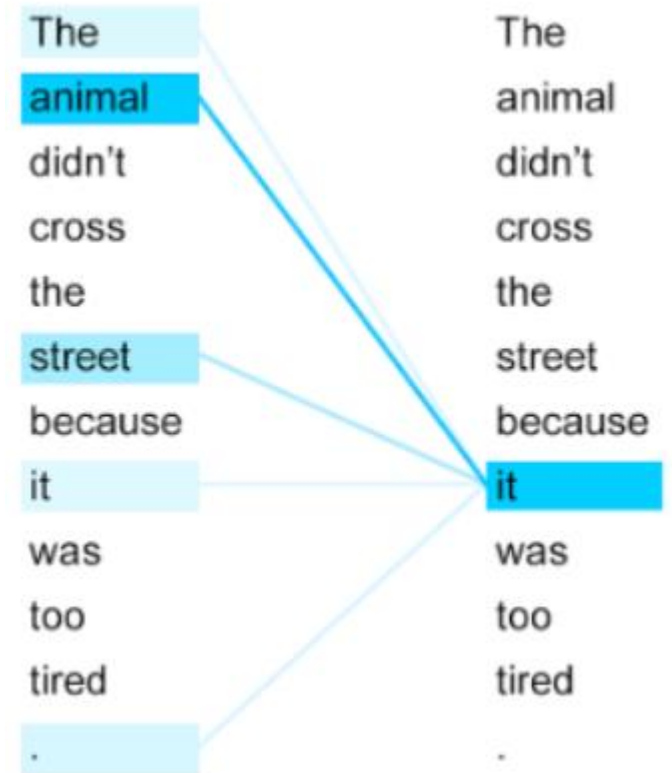 The The
animal animal
didn't didn't
cross cross
the the
street street
because because
it it
was was
too too
tired tired
. .